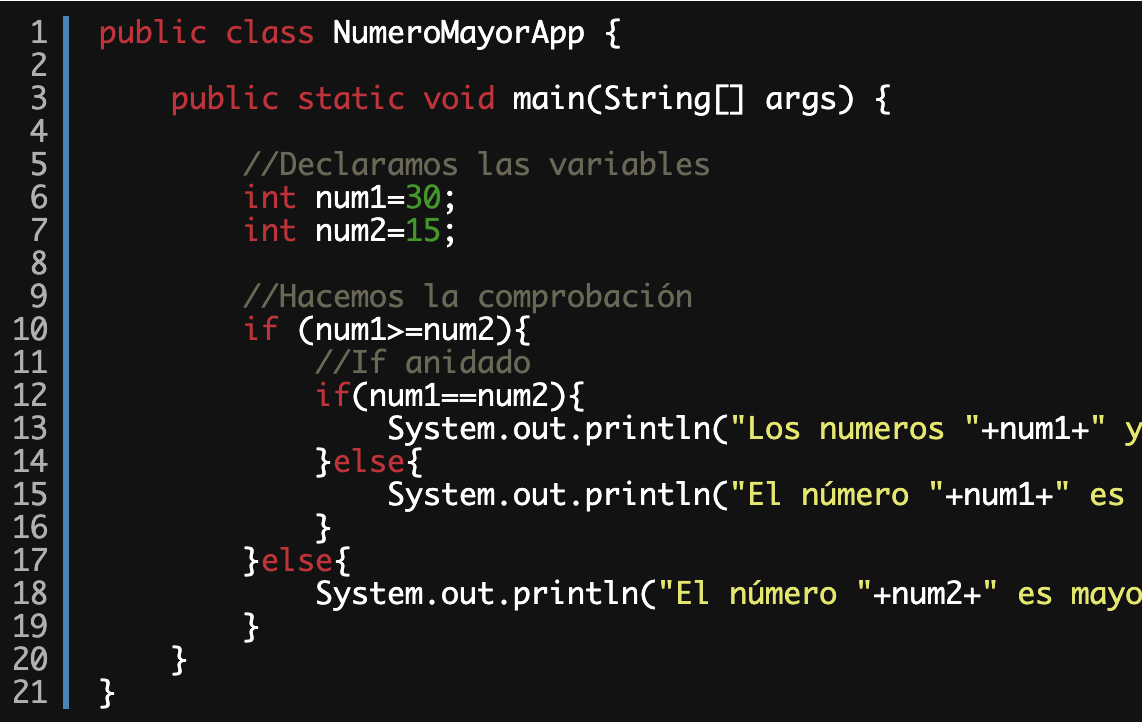 1 public class NumeroMayorApp {
2
3 public static void main(String[] args) {
4
5 //Declaramos las variables
6 int num1=30;
7 int num2=15;
8
9 //Hacemos la comprobación
10 if (num1>=num2){
11 //If anidado
12 if(num1==num2){
13 System.out.println("Los numeros "+num1+" y
14 }else{
15 System.out.println("El número "+num1+" es
16 }
17 }else{
18 System.out.println("El número "+num2+" es mayo
19 }
20 }
21 }